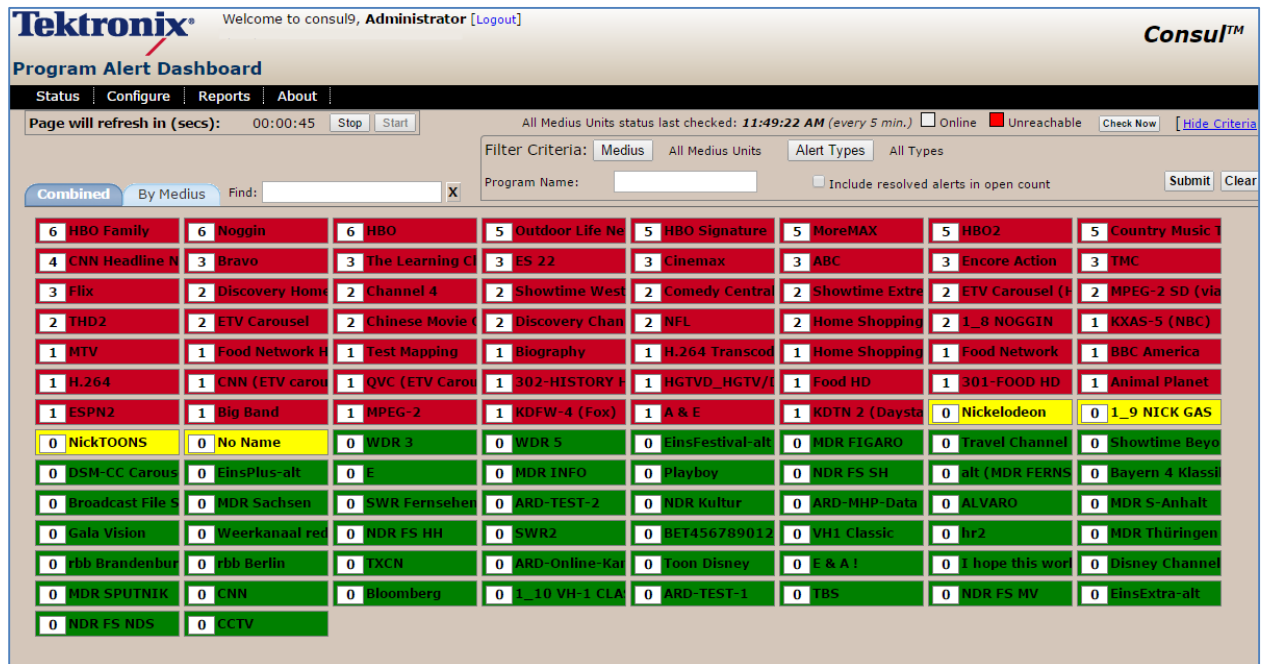 Tektronix® Welcome to consul9, Administrator [Logout]
Consul™
Program Alert Dashboard
Status Configure Reports About
Page will refresh in (secs): 00:00:45 Stop Start All Medius Units status last checked: 11:49:22 AM (every 5 min.) Online Unreachable Check Now [Hide Criteria
Filter Criteria: Medius All Medius Units Alert Types All Types
Program Name: Include resolved alerts in open count Submit Clear
Combined By Medius Find: X
6 HBO Family 6 Noggin 6 HBO 5 Outdoor Life Ne 5 HBO Signature 5 MoreMAX 5 HBO2 5 Country Music T
4 CNN Headline N 3 Bravo 3 The Learning Cl 3 ES 22 3 Cinemax 3 ABC 3 Encore Action 3 TMC
3 Flix 2 Discovery Home 2 Channel 4 2 Showtime West 2 Comedy Central 2 Showtime Extre 2 ETV Carousel (H 2 MPEG-2 SD (via
2 THD2 2 ETV Carousel 2 Chinese Movie C 2 Discovery Chan 2 NFL 2 Home Shopping 2 1_8 NOGGIN 1 KXAS-5 (NBC)
1 MTV 1 Food Network H 1 Test Mapping 1 Biography 1 H.264 Transcod 1 Home Shopping 1 Food Network 1 BBC America
1 H.264 1 CNN (ETV carou 1 QVC (ETV Carou 1 302-HISTORY H 1 HGTVD_HGTV/D 1 Food HD 1 301-FOOD HD 1 Animal Planet
1 ESPN2 1 Big Band 1 MPEG-2 1 KDFW-4 (Fox) 1 A & E 1 KDTN 2 (Daysta 0 Nickelodeon 0 1_9 NICK GAS
0 NickTOONS 0 No Name 0 WDR 3 0 WDR 5 0 EinsFestival-alt 0 MDR FIGARO 0 Travel Channel 0 Showtime Beyo
0 DSM-CC Carous 0 EinsPlus-alt 0 E 0 MDR INFO 0 Playboy 0 NDR FS SH 0 alt (MDR FERNS 0 Bayern 4 Klassil
0 Broadcast File S 0 MDR Sachsen 0 SWR Fernsehen 0 ARD-TEST-2 0 NDR Kultur 0 ARD-MHP-Data 0 ALVARO 0 MDR S-Anhalt
0 Gala Vision 0 Weerkanaal red 0 NDR FS HH 0 SWR2 0 BET456789012 0 VH1 Classic 0 hr2 0 MDR Thüringen
0 rbb Brandenbur 0 rbb Berlin 0 TXCN 0 ARD-Online-Kan 0 Toon Disney 0 E & A ! 0 I hope this worl 0 Disney Channel
0 MDR SPUTNIK 0 CNN 0 Bloomberg 0 1_10 VH-1 CLA 0 ARD-TEST-1 0 TBS 0 NDR FS MV 0 EinsExtra-alt
0 NDR FS NDS 0 CCTV